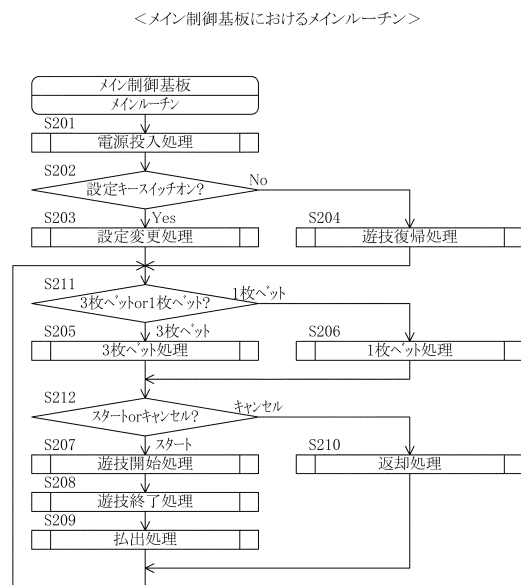 ＜メイン制御基板におけるメインルーチン＞
メイン制御基板
メインルーチン
S201
電源投入処理
S202
設定キースイッチオン?
No
Yes
S203
設定変更処理
S204
遊技復帰処理
S211
3枚ベットor1枚ベット?
1枚ベット
3枚ベット
S205
3枚ベット処理
S206
1枚ベット処理
S212
スタートorキャンセル?
キャンセル
スタート
S207
遊技開始処理
S210
返却処理
S208
遊技終了処理
S209
払出処理